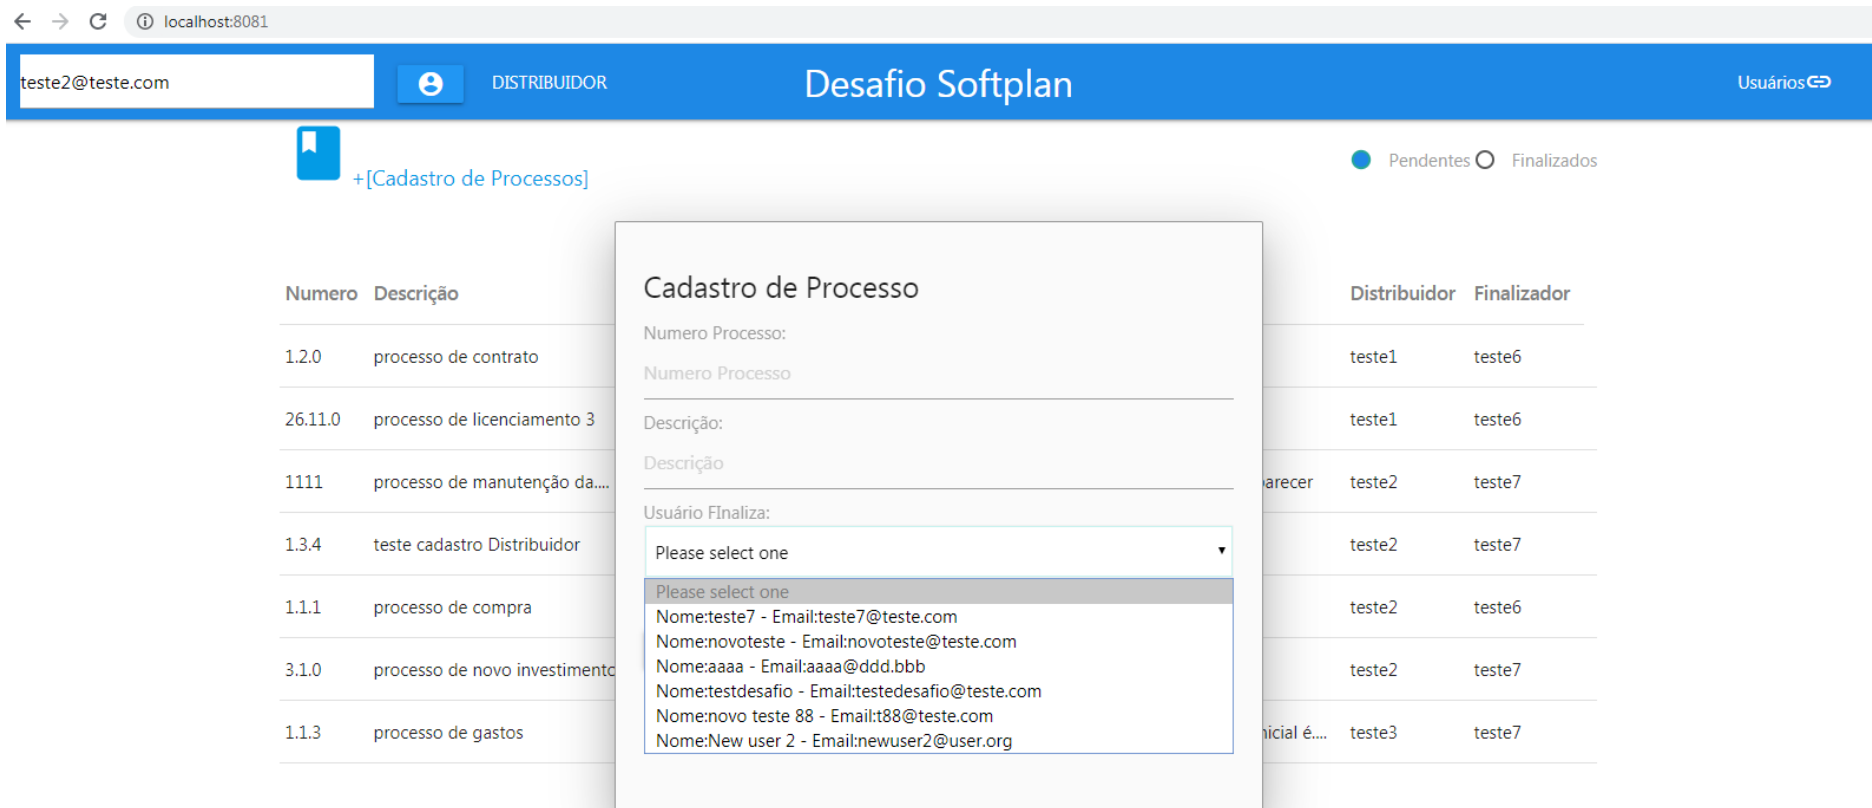 localhost:8081
teste2@teste.com
DISTRIBUIDOR
Desafio Softplan
Usuários
+[Cadastro de Processos]
Pendentes
Finalizados
Numero Descrição Distribuidor Finalizador
1.2.0 processo de contrato teste1 teste6
26.11.0 processo de licenciamento 3 teste1 teste6
1111 processo de manutenção da.... arecer teste2 teste7
1.3.4 teste cadastro Distribuidor teste2 teste7
1.1.1 processo de compra teste2 teste6
3.1.0 processo de novo investimento teste2 teste7
1.1.3 processo de gastos nicial é.... teste3 teste7
Cadastro de Processo
Numero Processo:
Numero Processo
Descrição:
Descrição
Usuário FInaliza:
Please select one
Please select one
Nome:teste7 - Email:teste7@teste.com
Nome:novoteste - Email:novoteste@teste.com
Nome:aaaa - Email:aaaa@ddd.bbb
Nome:testdesafio - Email:testedesafio@teste.com
Nome:novo teste 88 - Email:t88@teste.com
Nome:New user 2 - Email:newuser2@user.org